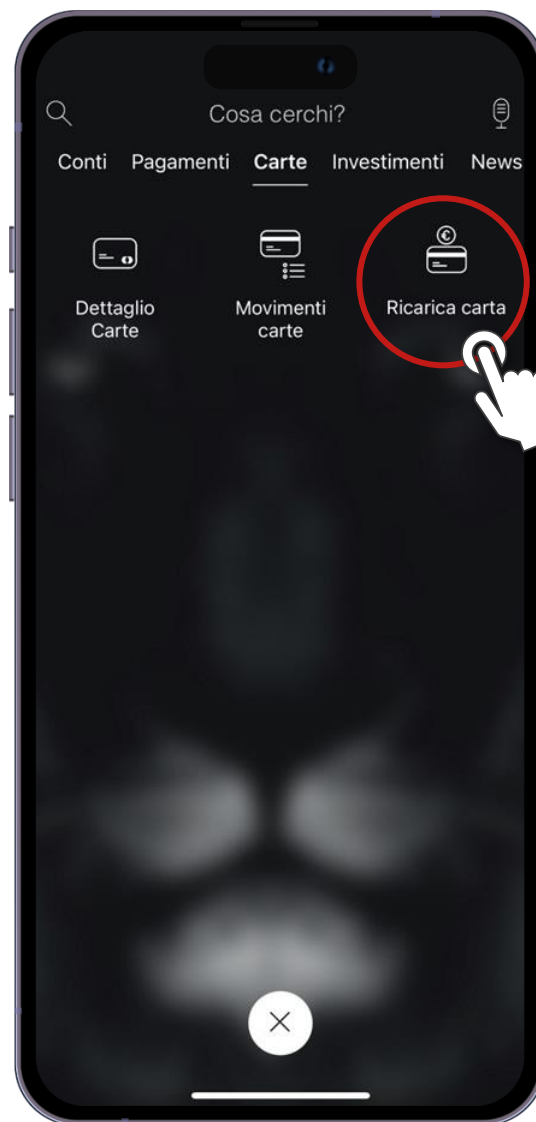 Cosa cerchi?
Conti Pagamenti Carte Investimenti News
Dettaglio
Carte
Movimenti
carte
Ricarica carta